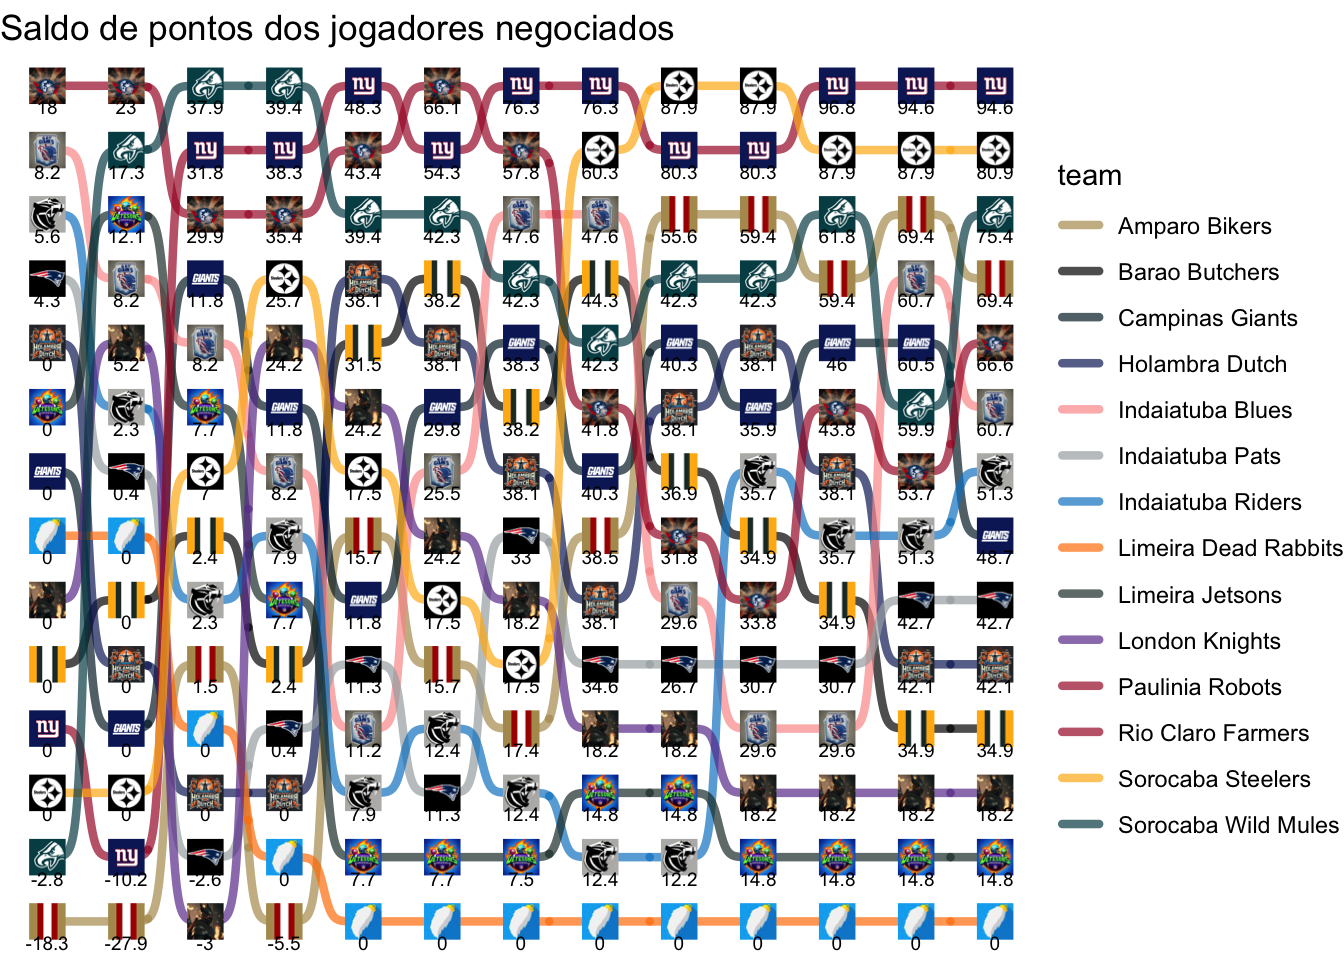 Saldo de pontos dos jogadores negociados
18 23 37.9 39.4 48.3 66.1 76.3 76.3 87.9 87.9 96.8 94.6 94.6
8.2 17.3 31.8 38.3 43.4 54.3 57.8 60.3 80.3 80.3 87.9 87.9 80.9
5.6 12.1 29.9 35.4 39.4 42.3 47.6 47.6 55.6 59.4 61.8 69.4 75.4
4.3 8.2 11.8 25.7 38.1 38.2 42.3 44.3 42.3 42.3 59.4 60.7 69.4
0 5.2 8.2 24.2 31.5 38.1 38.3 42.3 40.3 38.1 46 60.5 66.6
0 2.3 7.7 11.8 24.2 29.8 38.2 41.8 38.1 35.9 43.8 59.9 60.7
0 0.4 7 8.2 17.5 25.5 38.1 40.3 36.9 35.7 38.1 53.7 51.3
0 0 2.4 7.9 15.7 24.2 33 38.5 31.8 34.9 35.7 51.3 48.7
0 0 2.3 7.7 11.8 17.5 18.2 38.1 29.6 33.8 34.9 42.7 42.7
0 0 1.5 2.4 11.3 15.7 17.5 34.6 26.7 30.7 30.7 42.1 42.1
0 0 0 0.4 11.2 12.4 17.4 18.2 18.2 29.6 29.6 34.9 34.9
0 0 0 0 7.9 11.3 12.4 14.8 14.8 18.2 18.2 18.2 18.2
-2.8 -10.2 -2.6 0 7.7 7.7 7.5 12.4 12.2 14.8 14.8 14.8 14.8
-18.3 -27.9 -3 -5.5 0 0 0 0 0 0 0 0 0
team
Amparo Bikers
Barao Butchers
Campinas Giants
Holambra Dutch
Indaiatuba Blues
Indaiatuba Pats
Indaiatuba Riders
Limeira Dead Rabbits
Limeira Jetsons
London Knights
Paulinia Robots
Rio Claro Farmers
Sorocaba Steelers
Sorocaba Wild Mules